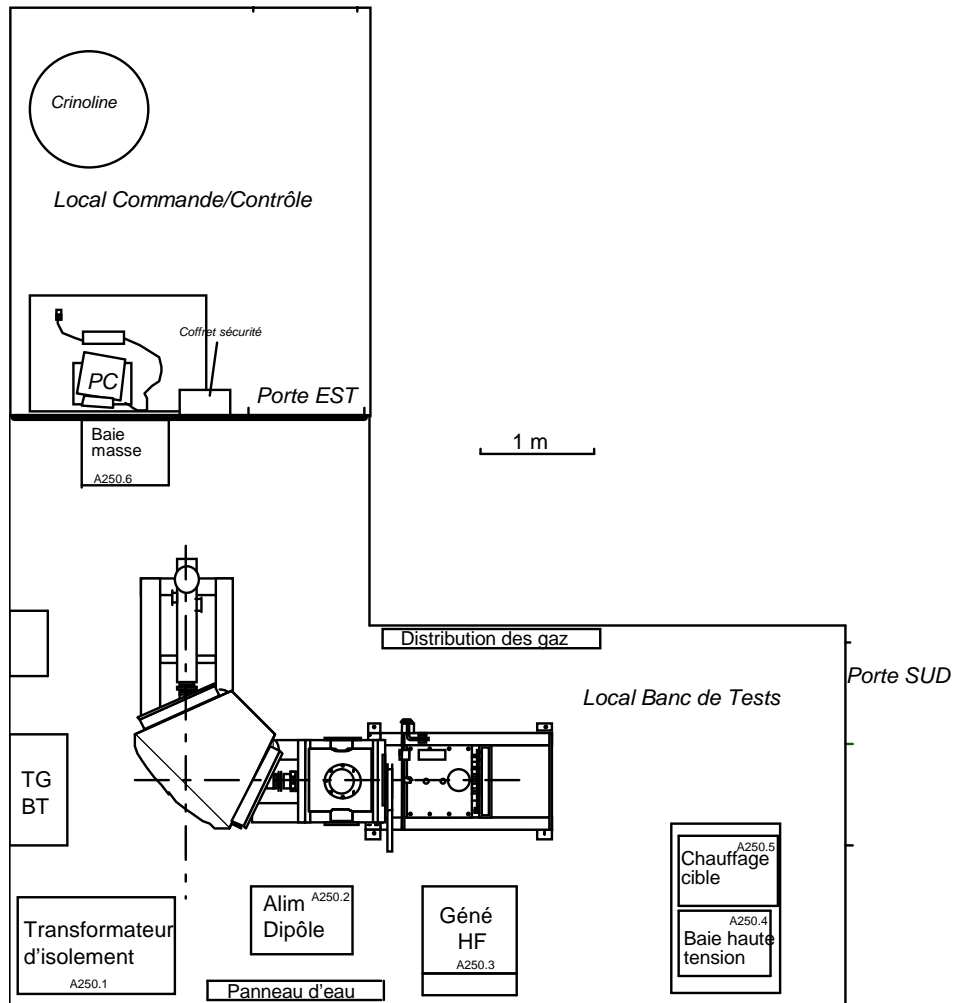 Crinoline
Local Commande/Contrôle
Coffret sécurité
PC
Porte EST
Baie
masse
A250.6
1 m
Distribution des gaz
Porte SUD
Local Banc de Tests
TG
BT
A250.5
Chauffage
cible
A250.4
Baie haute
tension
Alim A250.2
Dipôle
Géné
HF
A250.3
Transformateur
d'isolement
A250.1
Panneau d'eau